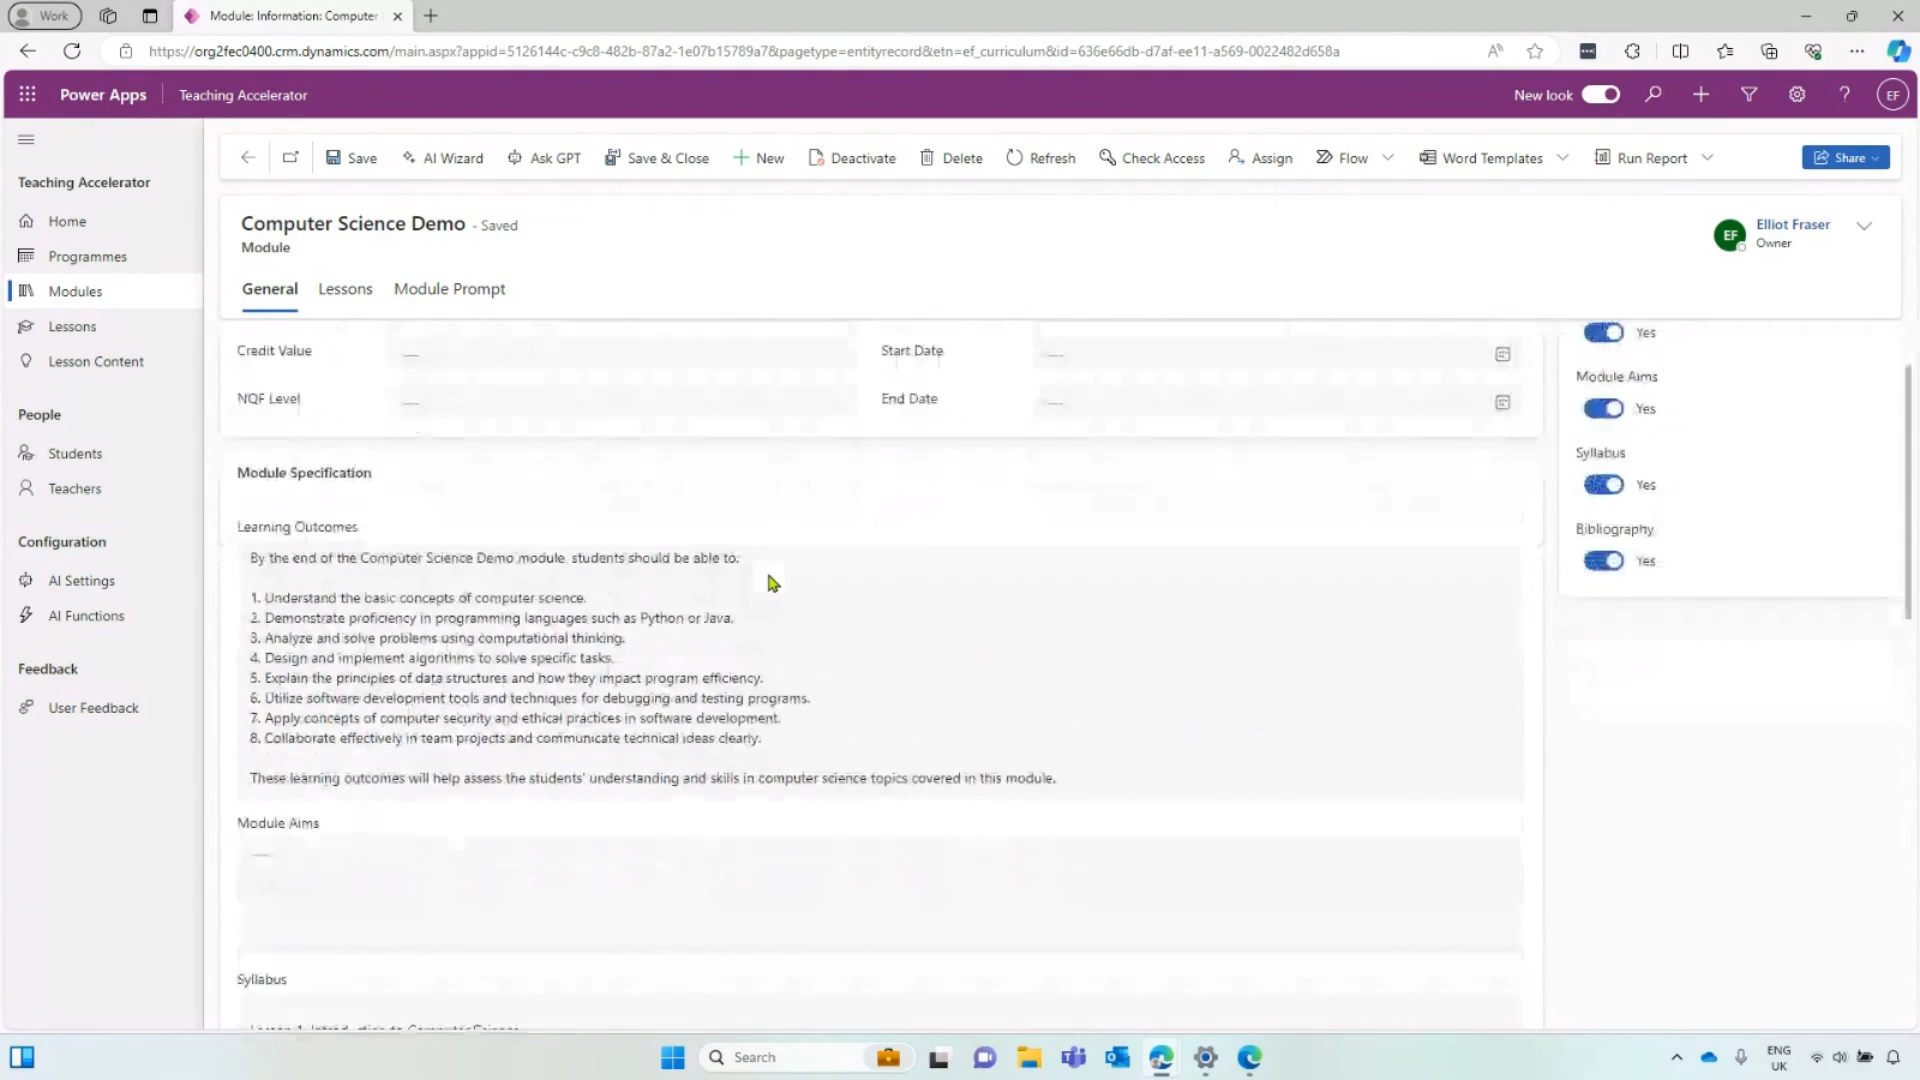 Work
Module: Information: Computer
https://org2fec0400.crm.dynamics.com/main.aspx?appid=5126144c-c9c8-482b-87a2-1e07b15789a7&pagetype=entityrecord&etn=ef_curriculum&id=636e66db-d7af-ee11-a569-0022482d658a
Power Apps
Teaching Accelerator
New look
EF
Save
AI Wizard
Ask GPT
Save & Close
New
Deactivate
Delete
Refresh
Check Access
Assign
Flow
Word Templates
Run Report
Share
Teaching Accelerator
Home
Programmes
Modules
Lessons
Lesson Content
People
Students
Teachers
Configuration
AI Settings
AI Functions
Feedback
User Feedback
Computer Science Demo - Saved
Module
EF
Elliot Fraser
Owner
General
Lessons
Module Prompt
Credit Value
---
Start Date
---
NQF Level
---
End Date
---
Module Specification
Learning Outcomes
By the end of the Computer Science Demo module, students should be able to:
1. Understand the basic concepts of computer science.
2. Demonstrate proficiency in programming languages such as Python or Java.
3. Analyze and solve problems using computational thinking.
4. Design and implement algorithms to solve specific tasks.
5. Explain the principles of data structures and how they impact program efficiency.
6. Utilize software development tools and techniques for debugging and testing programs.
7. Apply concepts of computer security and ethical practices in software development.
8. Collaborate effectively in team projects and communicate technical ideas clearly.
These learning outcomes will help assess the students' understanding and skills in computer science topics covered in this module.
Module Aims
---
Syllabus
Yes
Module Aims
Yes
Syllabus
Yes
Bibliography
Yes
Search
ENG
UK